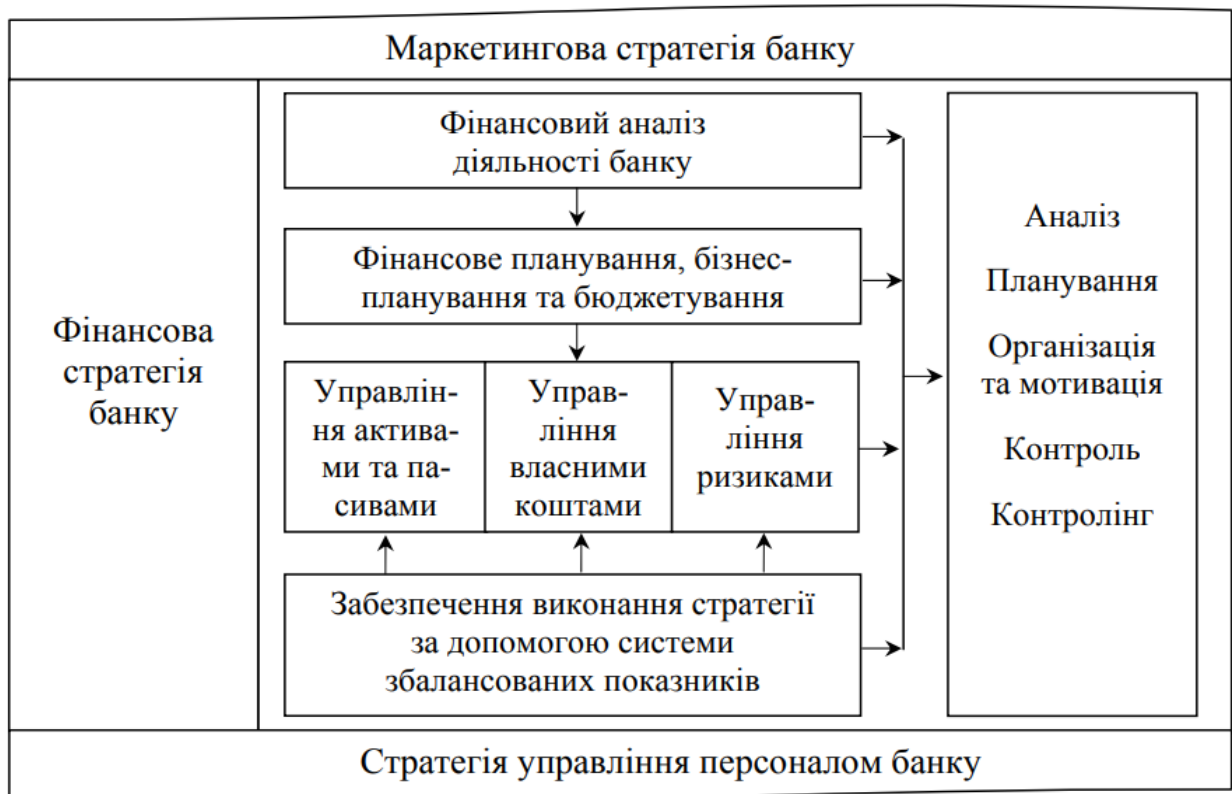 Маркетингова стратегія банку
Фінансова
стратегія
банку
Фінансовий аналіз
діяльності банку
Фінансове планування, бізнес-
планування та бюджетування
Управлін-
ня актива-
ми та па-
сивами
Управ-
ління
власними
коштами
Управ-
ління
ризиками
Забезпечення виконання стратегії
за допомогою системи
збалансованих показників
Аналіз
Планування
Організація
та мотивація
Контроль
Контролінг
Стратегія управління персоналом банку